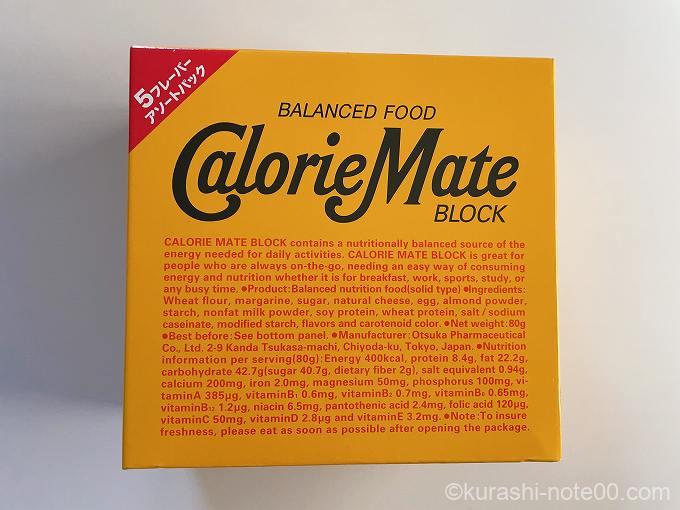 5フレーバー
アソートパック
BALANCED FOOD
CalorieMate
BLOCK
CALORIE MATE BLOCK contains a nutritionally balanced source of the
energy needed for daily activities. CALORIE MATE BLOCK is great for
people who are always on-the-go, needing an easy way of consuming
energy and nutrition whether it is for breakfast, work, sports, study, or
any busy time. ●Product:Balanced nutrition food(solid type) ●Ingredients:
Wheat flour, margarine, sugar, natural cheese, egg, almond powder,
starch, nonfat milk powder, soy protein, wheat protein, salt / sodium
caseinate, modified starch, flavors and carotenoid color. ●Net weight:80g
●Best before:See bottom panel. ●Manufacturer:Otsuka Pharmaceutical
Co., Ltd. 2-9 Kanda Tsukasa-machi, Chiyoda-ku, Tokyo, Japan. ●Nutrition
information per serving(80g):Energy 400kcal, protein 8.4g, fat 22.2g,
carbohydrate 42.7g(sugar 40.7g, dietary fiber 2g), salt equivalent 0.94g,
calcium 200mg, iron 2.0mg, magnesium 50mg, phosphorus 100mg, vi-
taminA 385μg, vitaminB₁ 0.6mg, vitaminB₂ 0.7mg, vitaminB₆ 0.65mg,
vitaminB₁₂ 1.2μg, niacin 6.5mg, pantothenic acid 2.4mg, folic acid 120μg,
vitaminC 50mg, vitaminD 2.8μg and vitaminE 3.2mg. ●Note:To insure
freshness, please eat as soon as possible after opening the package.
©kurashi-note00.com